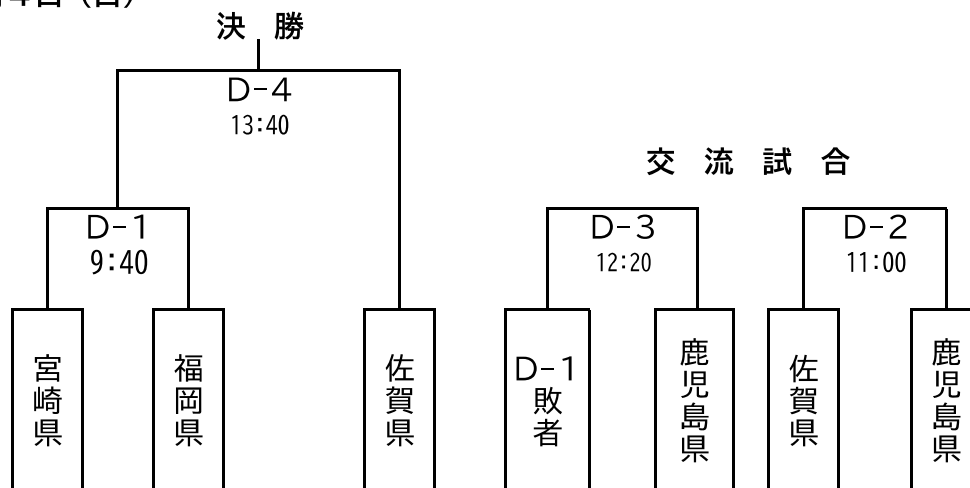 決 勝
D-4
13:40
交 流 試 合
D-1
9:40
D-3
12:20
D-2
11:00
宮崎県
福岡県
佐賀県
D-1敗者
鹿児島県
佐賀県
鹿児島県